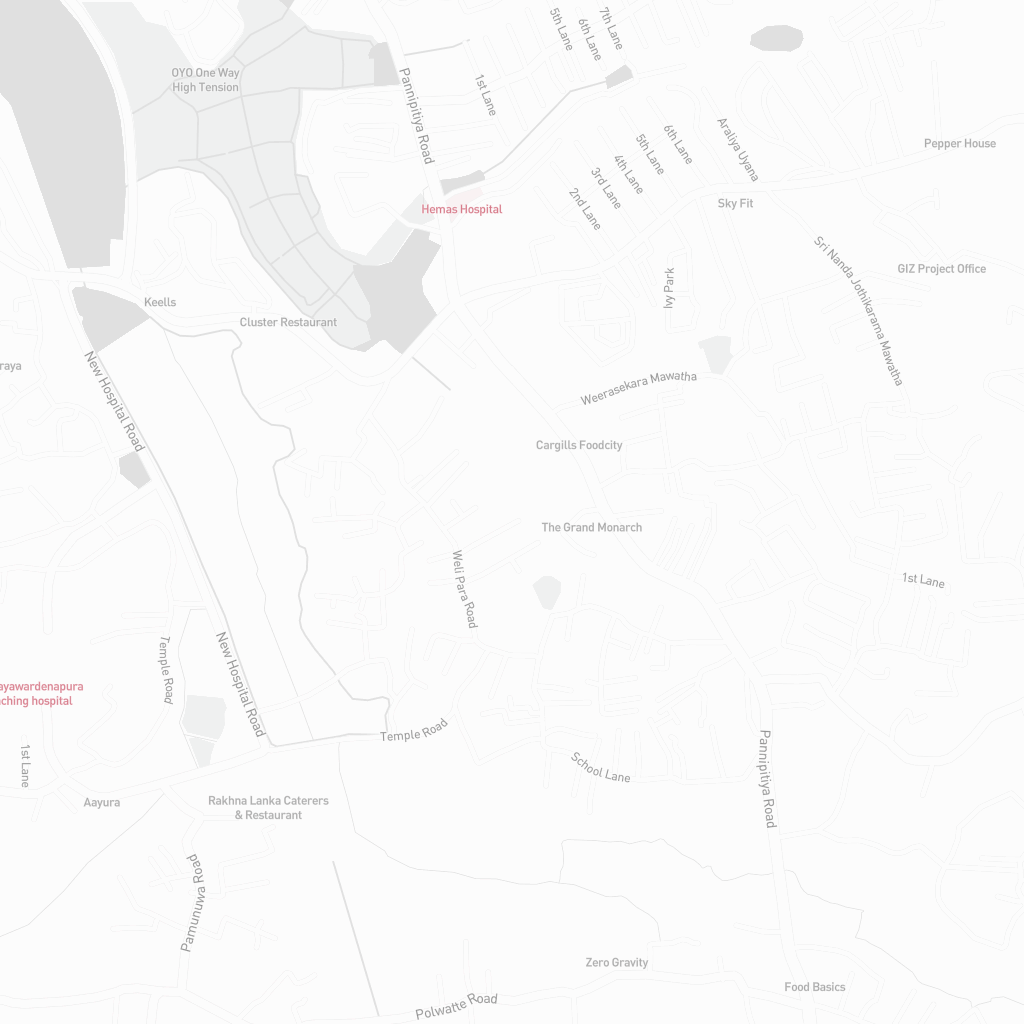 5th Lane
6th Lane
7th Lane
OYO One Way
High Tension
Pannipitiya Road
1st Lane
Araliya Uyana
6th Lane
5th Lane
4th Lane
3rd Lane
2nd Lane
Pepper House
Hemas Hospital
Sky Fit
Sri Nanda Jothikarama Mawatha
GIZ Project Office
Ivy Park
Keells
Cluster Restaurant
raya
New Hospital Road
Weerasekara Mawatha
Cargills Foodcity
The Grand Monarch
Weli Para Road
1st Lane
Temple Road
New Hospital Road
ayawardenapura
ching hospital
Temple Road
1st Lane
School Lane
Pannipitiya Road
Aayura
Rakhna Lanka Caterers
& Restaurant
Pamunuwa Road
Zero Gravity
Food Basics
Polwatte Road